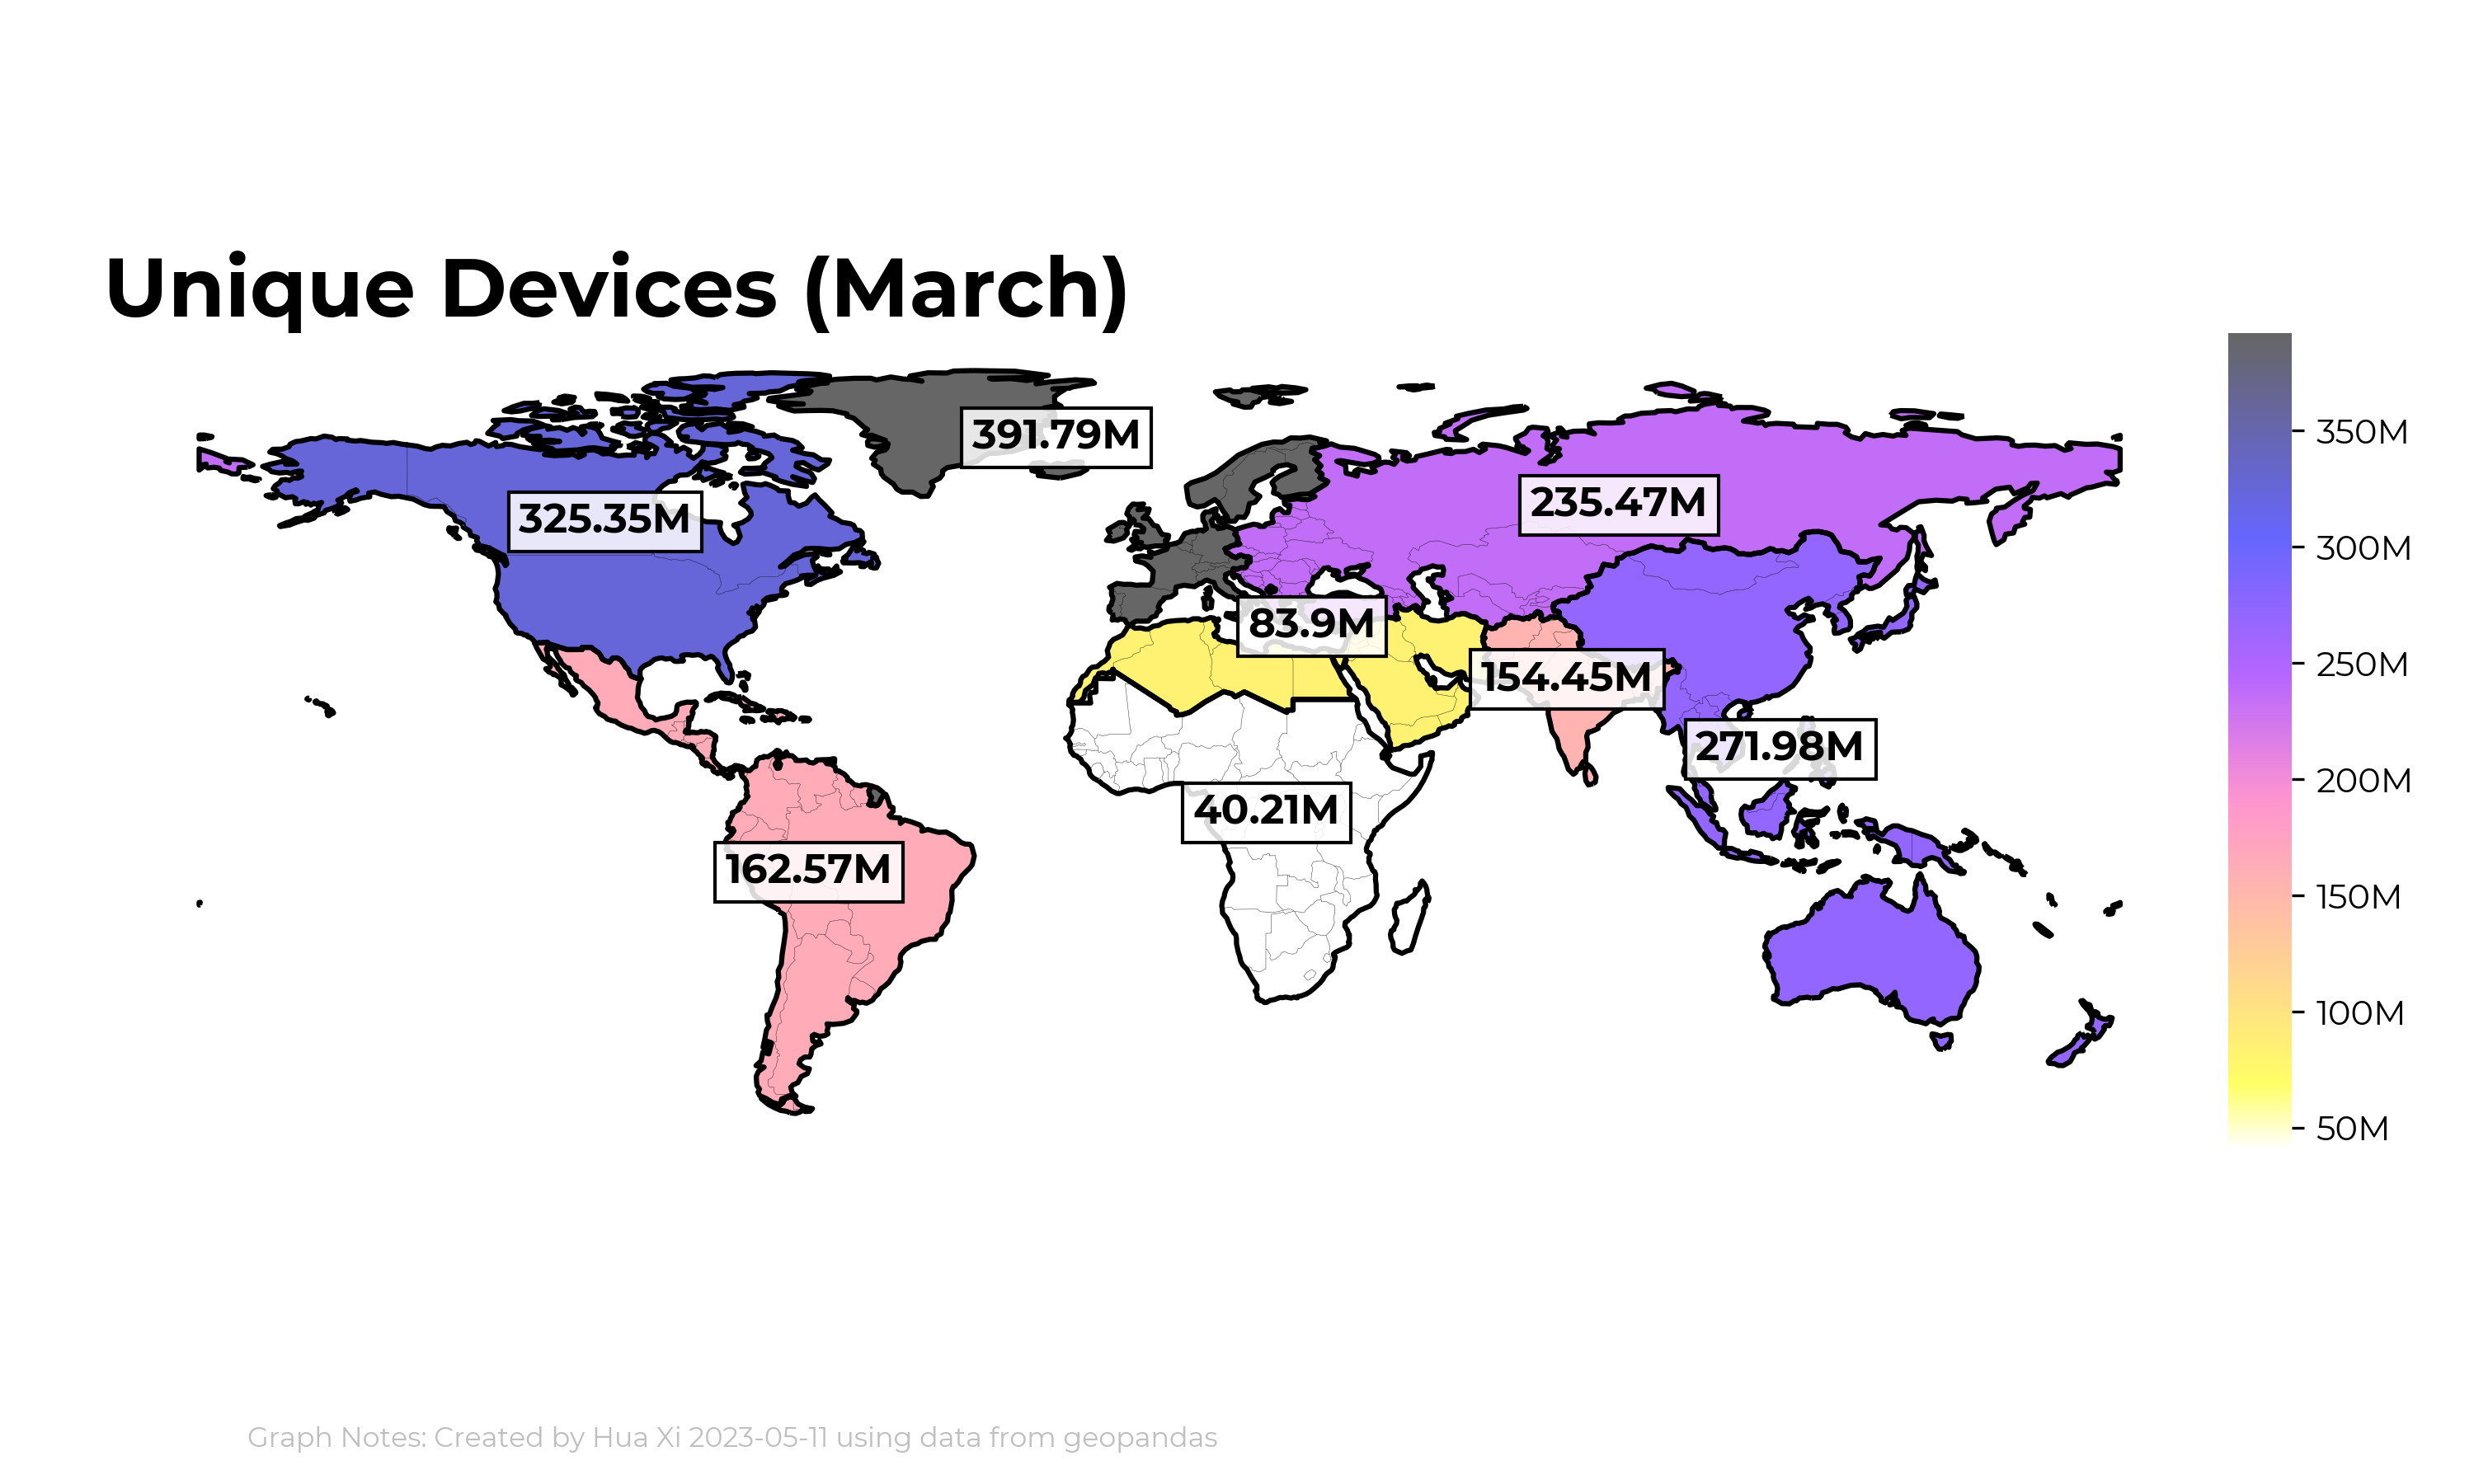 Unique Devices (March)
391.79M
325.35M
235.47M
83.9M
154.45M
271.98M
40.21M
162.57M
350M
300M
250M
200M
150M
100M
50M
Graph Notes: Created by Hua Xi 2023-05-11 using data from geopandas